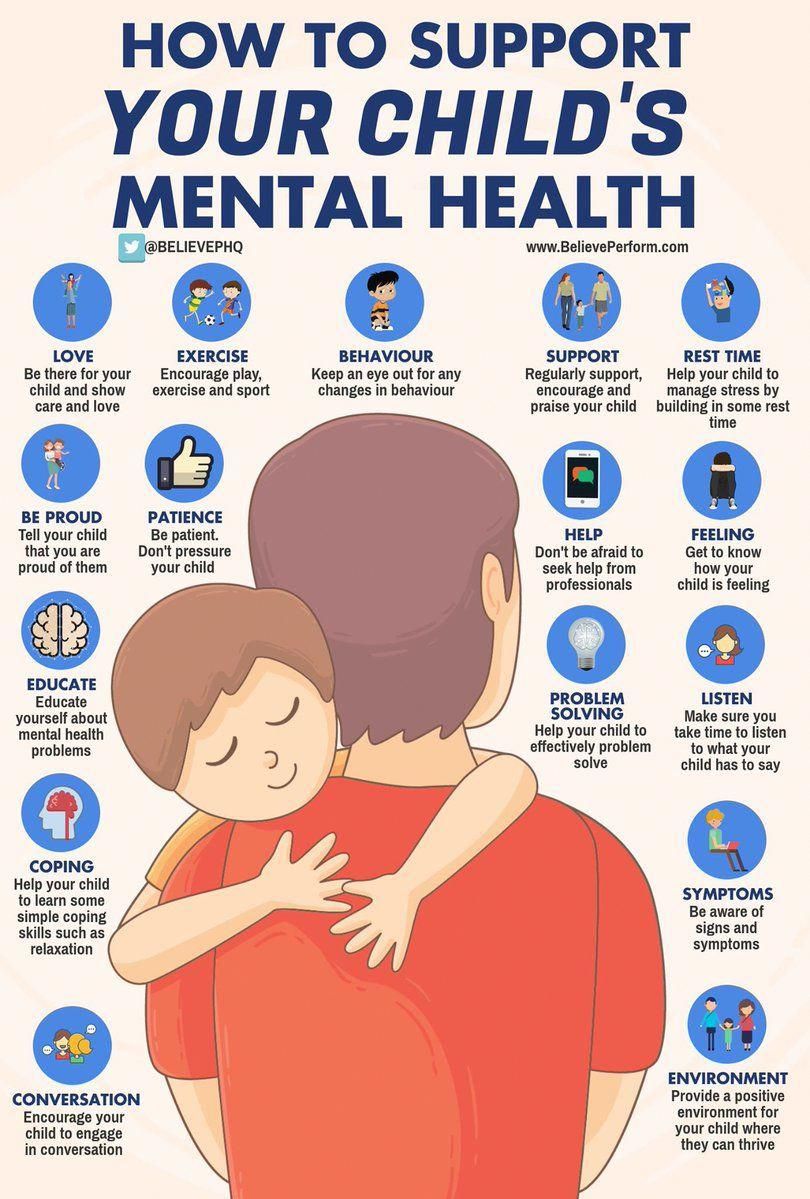 HOW TO SUPPORT
YOUR CHILD'S
MENTAL HEALTH
@BELIEVEPHQ
www.BelievePerform.com
LOVE
Be there for your
child and show
care and love
EXERCISE
Encourage play,
exercise and sport
BEHAVIOUR
Keep an eye out for any
changes in behaviour
SUPPORT
Regularly support,
encourage and
praise your child
REST TIME
Help your child to
manage stress by
building in some rest
time
BE PROUD
Tell your child
that you are
proud of them
PATIENCE
Be patient.
Don't pressure
your child
HELP
Don't be afraid to
seek help from
professionals
FEELING
Get to know
how your
child is feeling
EDUCATE
Educate
yourself about
mental health
problems
PROBLEM
SOLVING
Help your child to
effectively problem
solve
LISTEN
Make sure you
take time to listen
to what your
child has to say
COPING
Help your child
to learn some
simple coping
skills such as
relaxation
SYMPTOMS
Be aware of
signs and
symptoms
CONVERSATION
Encourage your
child to engage
in conversation
ENVIRONMENT
Provide a positive
environment for
your child where
they can thrive